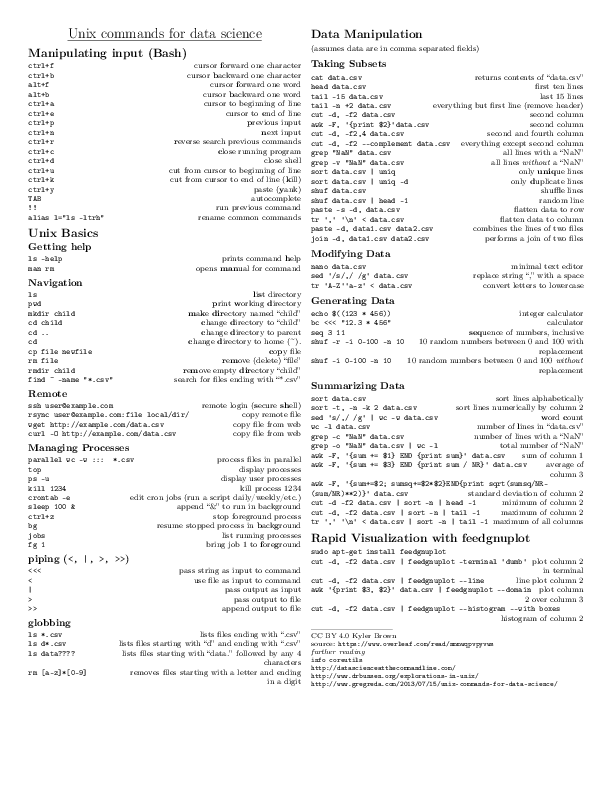 Unix commands for data science
Manipulating input (Bash)
ctrl+f cursor forward one character
ctrl+b cursor backward one character
alt+f cursor forward one word
alt+b cursor backward one word
ctrl+a cursor to beginning of line
ctrl+e cursor to end of line
ctrl+p previous input
ctrl+n next input
ctrl+r reverse search previous commands
ctrl+c close running program
ctrl+d close shell
ctrl+u cut from cursor to beginning of line
ctrl+k cut from cursor to end of line (kill)
ctrl+y paste (yank)
TAB autocomplete
!! run previous command
alias l="ls -ltrh" rename common commands
Unix Basics
Getting help
ls -help prints command help
man rm opens manual for command
Navigation
ls list directory
pwd print working directory
mkdir child make directory named “child”
cd child change directory to “child”
cd .. change directory to parent
cd change directory to home (~).
cp file newfile copy file
rm file remove (delete) “file”
rmdir child remove empty directory “child”
find ~ -name "*.csv" search for files ending with “*.csv”
Remote
ssh user@example.com remote login (secure shell)
rsync user@example.com:file local/dir/ copy remote file
wget http://example.com/data.csv copy file from web
curl -O http://example.com/data.csv copy file from web
Managing Processes
parallel wc -w ::: *.csv process files in parallel
top display processes
ps -u display user processes
kill 1234 kill process 1234
crontab -e edit cron jobs (run a script daily/weekly/etc.)
sleep 100 & append “&” to run in background
ctrl+z stop foreground process
bg resume stopped process in background
jobs list running processes
fg 1 bring job 1 to foreground
piping (<, |, >, >>)
<<< pass string as input to command
< use file as input to command
| pass output as input
> pass output to file
>> append output to file
globbing
ls *.csv lists files ending with “.csv”
ls d*.csv lists files starting with “d” and ending with “.csv”
ls data???? lists files starting with “data.” followed by any 4
characters
rm [a-z]*[0-9] removes files starting with a letter and ending
in a digit
Data Manipulation
(assumes data are in comma separated fields)
Taking Subsets
cat data.csv returns contents of “data.csv”
head data.csv first ten lines
tail -15 data.csv last 15 lines
tail -n +2 data.csv everything but first line (remove header)
cut -d, -f2 data.csv second column
awk -F, '{print $2}'data.csv second column
cut -d, -f2,4 data.csv second and fourth column
cut -d, -f2 --complement data.csv everything except second column
grep "NaN" data.csv all lines with a “NaN”
grep -v "NaN" data.csv all lines without a “NaN”
sort data.csv | uniq only unique lines
sort data.csv | uniq -d only duplicate lines
shuf data.csv shuffle lines
shuf data.csv | head -1 random line
paste -s -d, data.csv flatten data to row
tr ',' '\n' < data.csv flatten data to column
paste -d, data1.csv data2.csv combines the lines of two files
join -d, data1.csv data2.csv performs a join of two files
Modifying Data
nano data.csv minimal text editor
sed '/s/,/ /g' data.csv replace string “,” with a space
tr 'A-Z''a-z' < data.csv convert letters to lowercase
Generating Data
echo $((123 * 456)) integer calculator
bc <<< "12.3 * 456" calculator
seq 3 11 sequence of numbers, inclusive
shuf -r -i 0-100 -n 10 10 random numbers between 0 and 100 with
replacement
shuf -i 0-100 -n 10 10 random numbers between 0 and 100 without
replacement
Summarizing Data
sort data.csv sort lines alphabetically
sort -t, -n -k 2 data.csv sort lines numerically by column 2
sed 's/,/ /g' | wc -w data.csv word count
wc -l data.csv number of lines in “data.csv”
grep -c "NaN" data.csv number of lines with a “NaN”
grep -o "NaN" data.csv | wc -l total number of “NaN”
awk -F, '{sum += $1} END {print sum}' data.csv sum of column 1
awk -F, '{sum += $3} END {print sum / NR}' data.csv average of
column 3
awk -F, '{sum+=$2; sumsq+=$2*$2}END{print sqrt(sumsq/NR-
(sum/NR)**2)}' data.csv standard deviation of column 2
cut -d -f2 data.csv | sort -n | head -1 minimum of column 2
cut -d, -f2 data.csv | sort -n | tail -1 maximum of column 2
tr ',' '\n' < data.csv | sort -n | tail -1 maximum of all columns
Rapid Visualization with feedgnuplot
sudo apt-get install feedgnuplot
cut -d, -f2 data.csv | feedgnuplot -terminal 'dumb' plot column 2
in terminal
cut -d, -f2 data.csv | feedgnuplot --line line plot column 2
awk '{print $3, $2}' data.csv | feedgnuplot --domain plot column
2 over column 3
cut -d, -f2 data.csv | feedgnuplot --histogram --with boxes
histogram of column 2
CC BY 4.0 Kyler Brown
source: https://www.overleaf.com/read/
further reading
info coreutils
http://datascienceatthecommandline.com/
http://www.drbunsen.org/explorations-in-unix/
http://www.gregreda.com/2013/07/15/unix-commands-for-data-science/